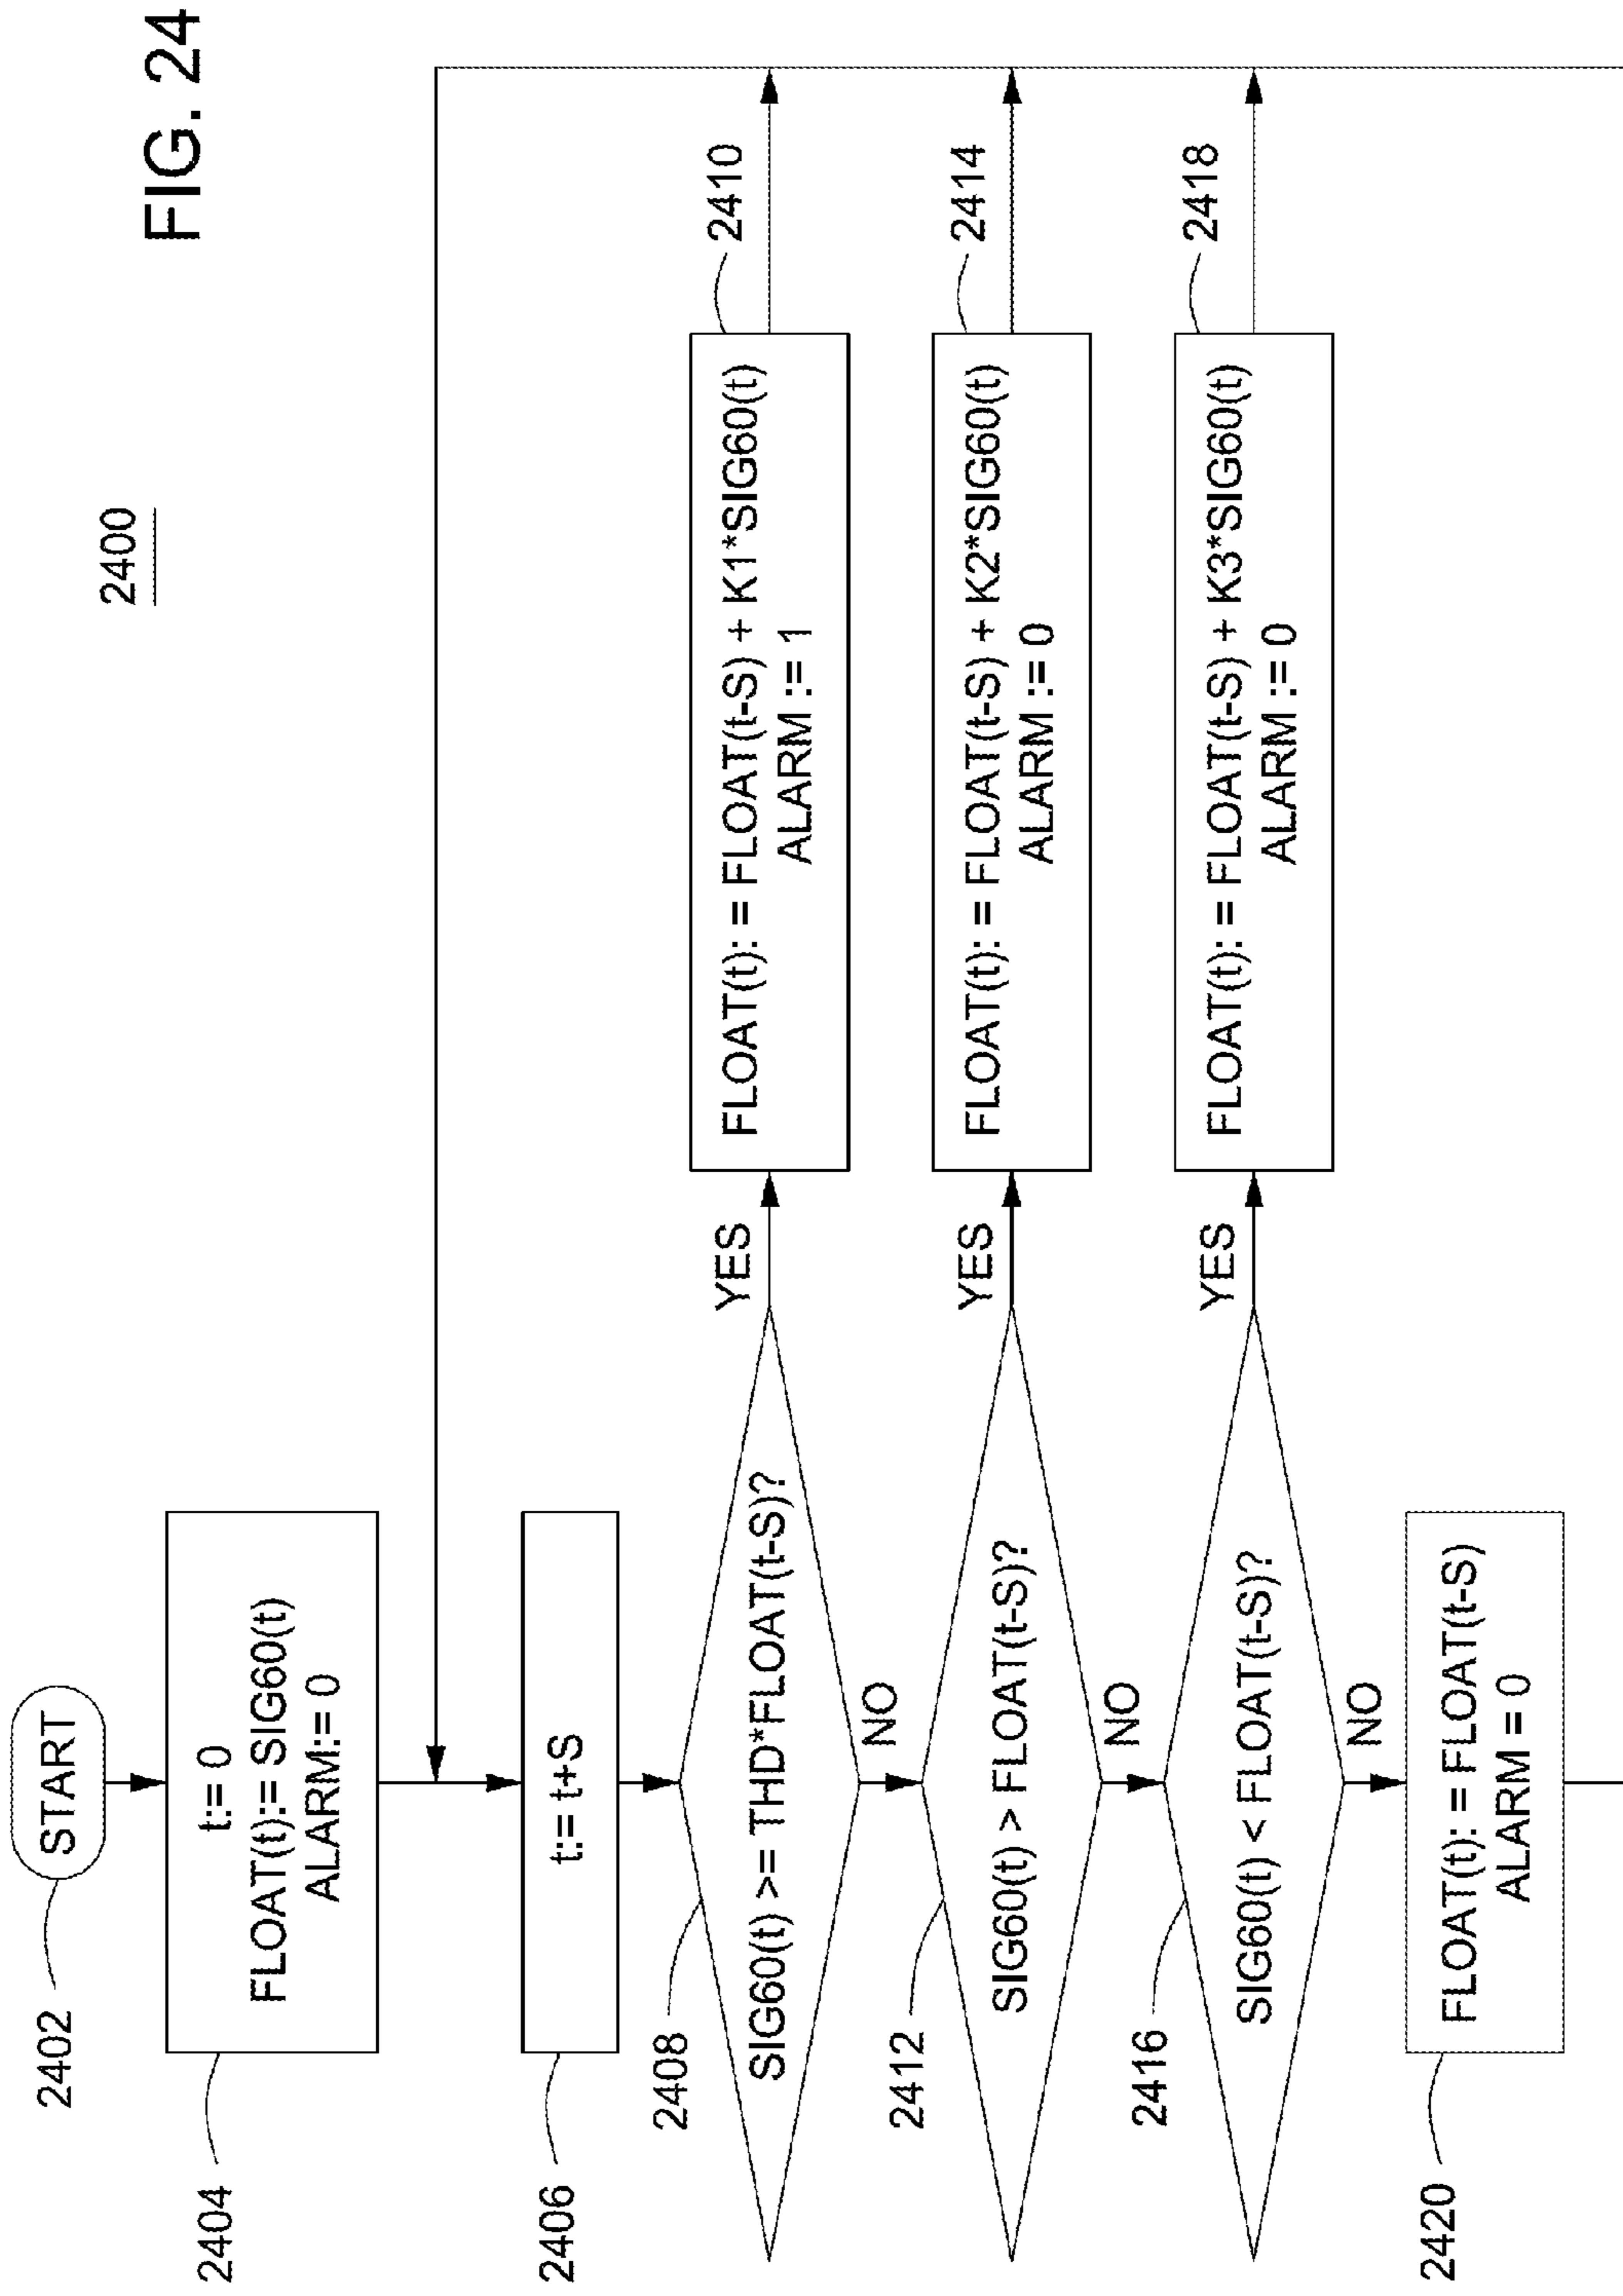 FIG. 24
2400
2402
START
2404
t:= 0
FLOAT(t):= SIG60(t)
ALARM:= 0
2406
t:= t+S
2408
SIG60(t) >= THD*FLOAT(t-S)?
YES
2410
FLOAT(t): = FLOAT(t-S) + K1*SIG60(t)
ALARM := 1
NO
2412
SIG60(t) > FLOAT(t-S)?
YES
2414
FLOAT(t): = FLOAT(t-S) + K2*SIG60(t)
ALARM := 0
NO
2416
SIG60(t) < FLOAT(t-S)?
YES
2418
FLOAT(t): = FLOAT(t-S) + K3*SIG60(t)
ALARM := 0
NO
2420
FLOAT(t): = FLOAT(t-S)
ALARM = 0